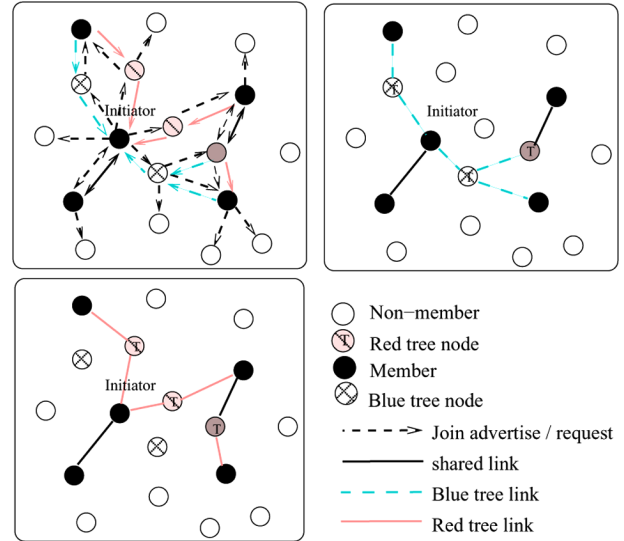 Initiator
Initiator
T
T
T
Initiator
T
T
T
Non-member
T
Red tree node
Member
Blue tree node
Join advertise / request
shared link
Blue tree link
Red tree link